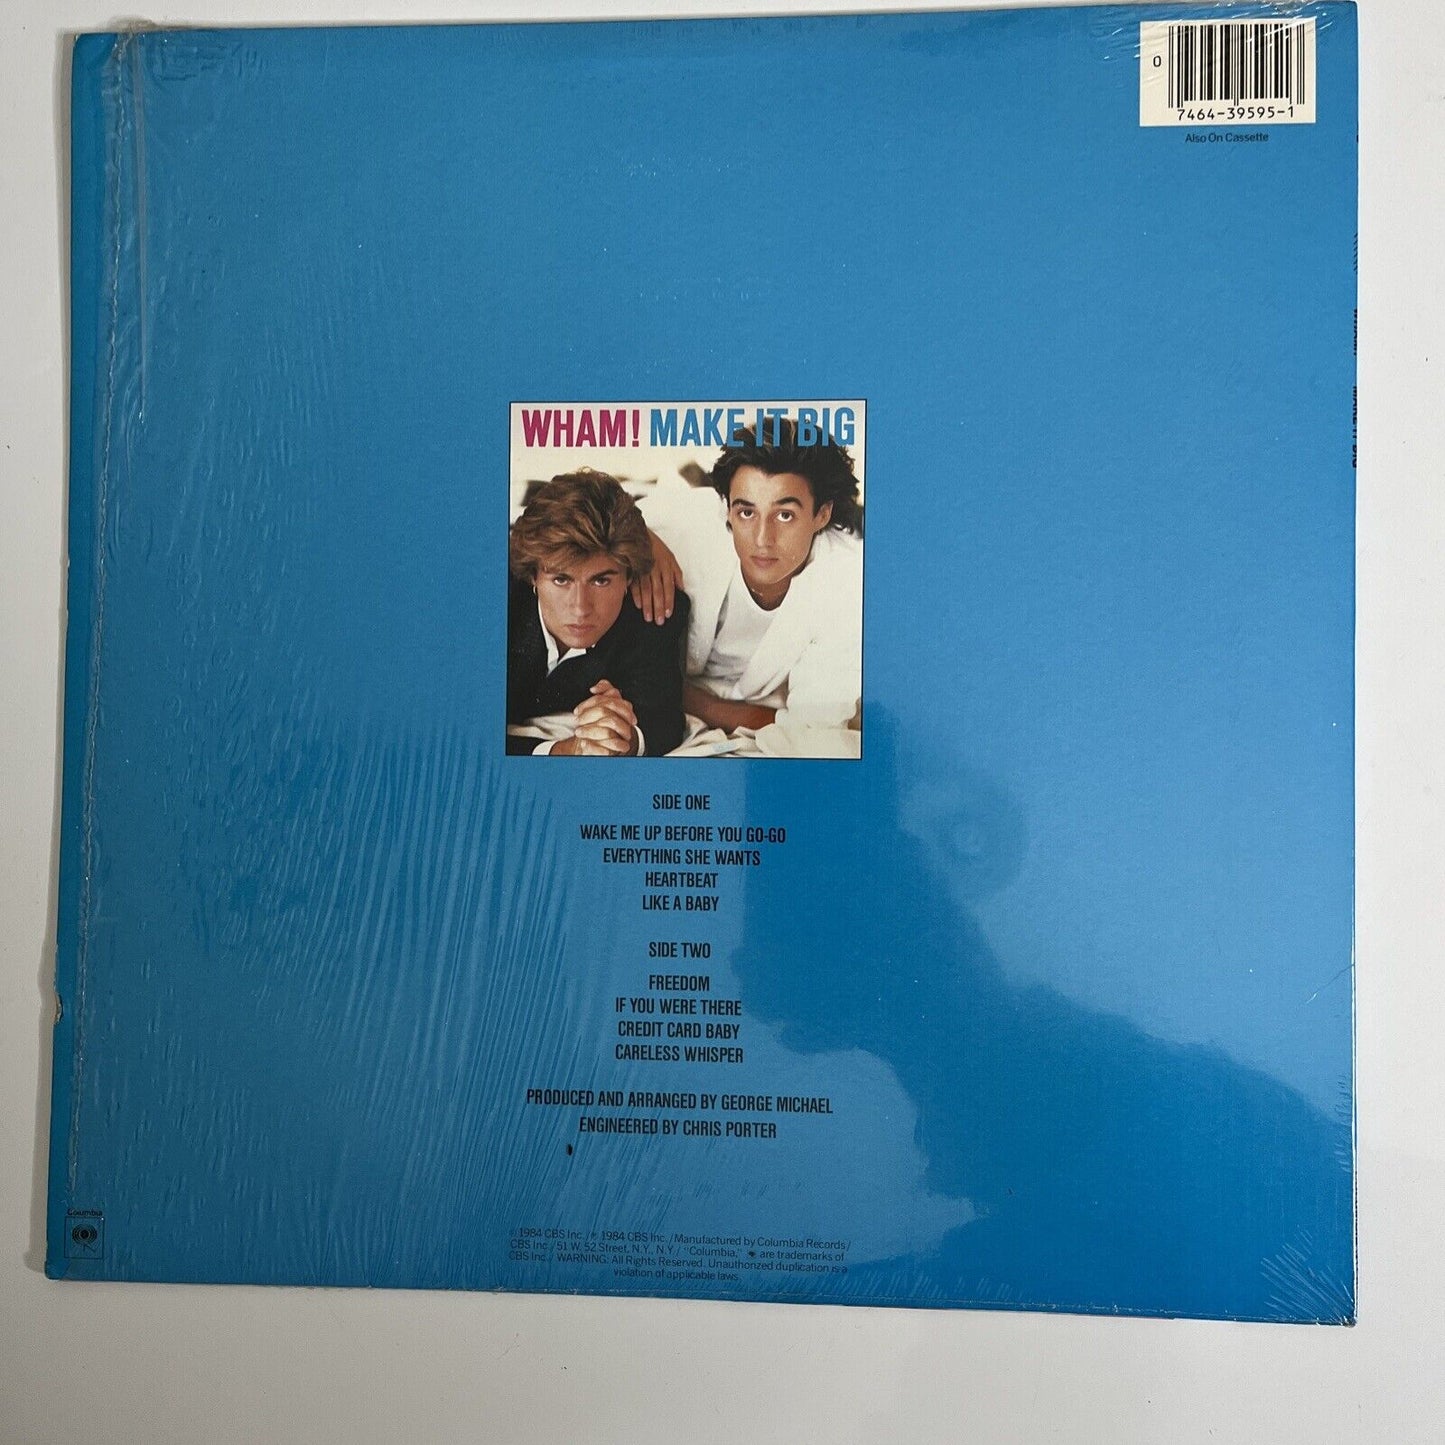 0
7464-39595-1
Also On Cassette
WHAM! MAKE IT BIG
SIDE ONE
WAKE ME UP BEFORE YOU GO-GO
EVERYTHING SHE WANTS
HEARTBEAT
LIKE A BABY
SIDE TWO
FREEDOM
IF YOU WERE THERE
CREDIT CARD BABY
CARELESS WHISPER
PRODUCED AND ARRANGED BY GEORGE MICHAEL
ENGINEERED BY CHRIS PORTER
Columbia
© 1984 CBS Inc./℗ 1984 CBS Inc./Manufactured by Columbia Records/
CBS Inc./51 W. 52 Street, N.Y., N.Y./"Columbia," are trademarks of
CBS Inc./ WARNING: All Rights Reserved. Unauthorized duplication is a
violation of applicable laws.